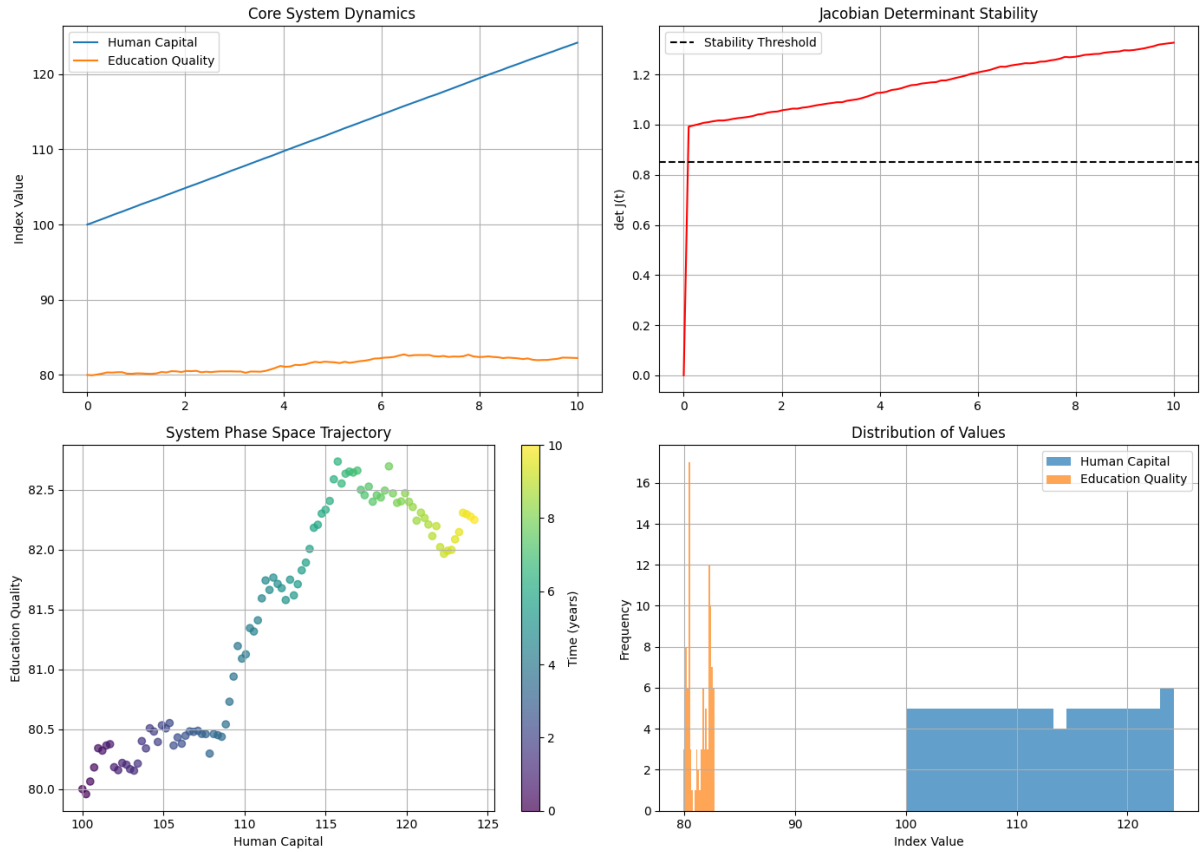 Core System Dynamics
Human Capital
Education Quality
Index Value
120
110
100
90
80
0 2 4 6 8 10
Jacobian Determinant Stability
Stability Threshold
det J(t)
1.2
1.0
0.8
0.6
0.4
0.2
0.0
0 2 4 6 8 10
System Phase Space Trajectory
Education Quality
82.5
82.0
81.5
81.0
80.5
80.0
100 105 110 115 120 125
Human Capital
10
8
6
4
2
0
Time (years)
Distribution of Values
Human Capital
Education Quality
Frequency
16
14
12
10
8
6
4
2
0
80 90 100 110 120
Index Value